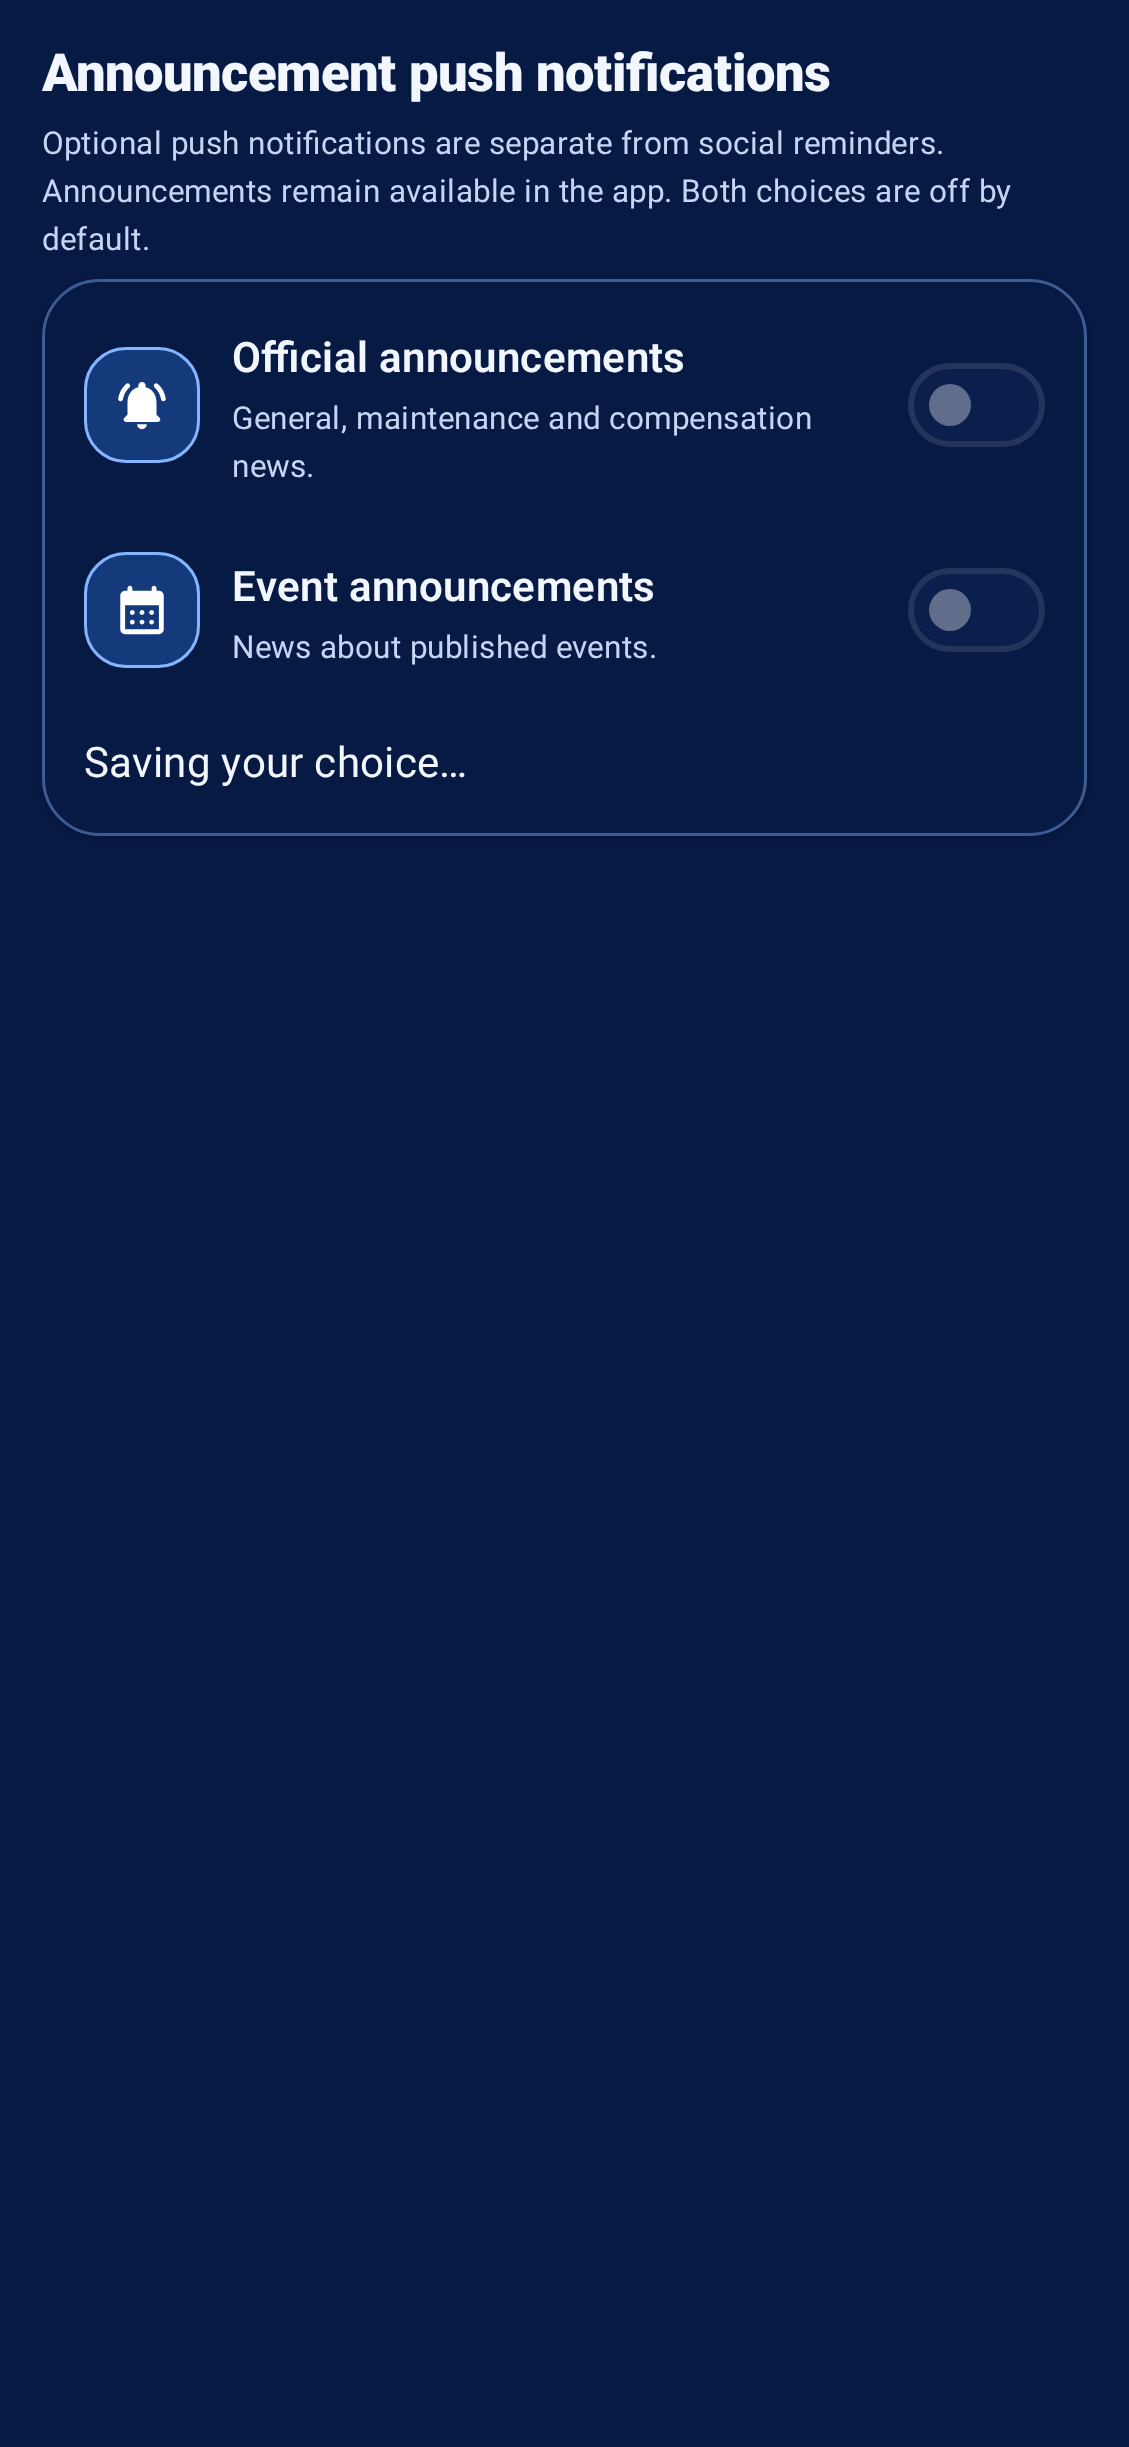 Announcement push notifications
Optional push notifications are separate from social reminders.
Announcements remain available in the app. Both choices are off by
default.
Official announcements
General, maintenance and compensation
news.
Event announcements
News about published events.
Saving your choice…